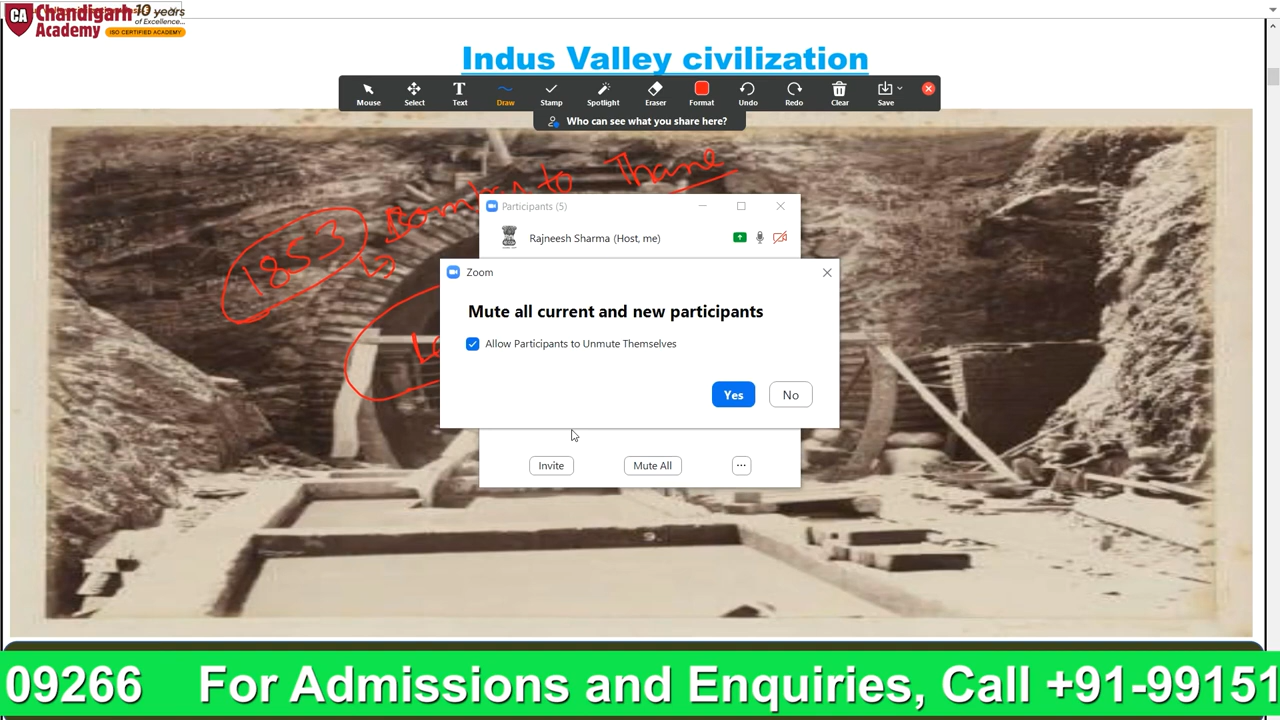 CA Chandigarh Academy 10 years of Excellence...
ISO CERTIFIED ACADEMY
Indus Valley civilization
Mouse Select Text Draw Stamp Spotlight Eraser Format Undo Redo Clear Save
Who can see what you share here?
1853 to Thane
Participants (5)
Rajneesh Sharma (Host, me)
Zoom
Mute all current and new participants
Allow Participants to Unmute Themselves
Yes No
Invite Mute All ...
09266 For Admissions and Enquiries, Call +91-99151